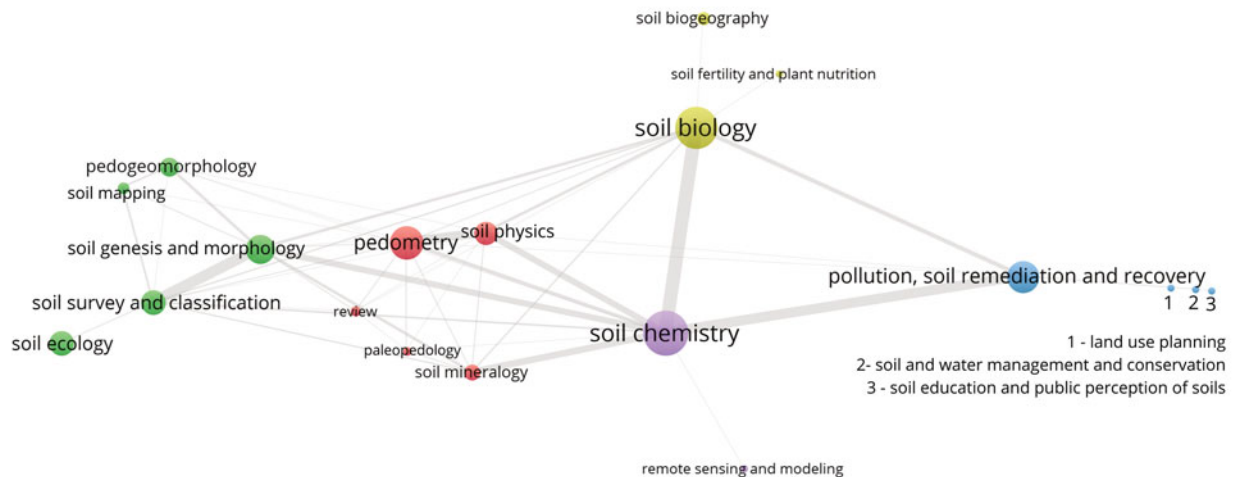 soil biogeography
soil fertility and plant nutrition
soil biology
pedogeomorphology
soil mapping
soil physics
pedometry
soil genesis and morphology
pollution, soil remediation and recovery
1 2 3
soil survey and classification
review
soil chemistry
soil ecology
paleopedology
soil mineralogy
1 - land use planning
2- soil and water management and conservation
3 - soil education and public perception of soils
remote sensing and modeling